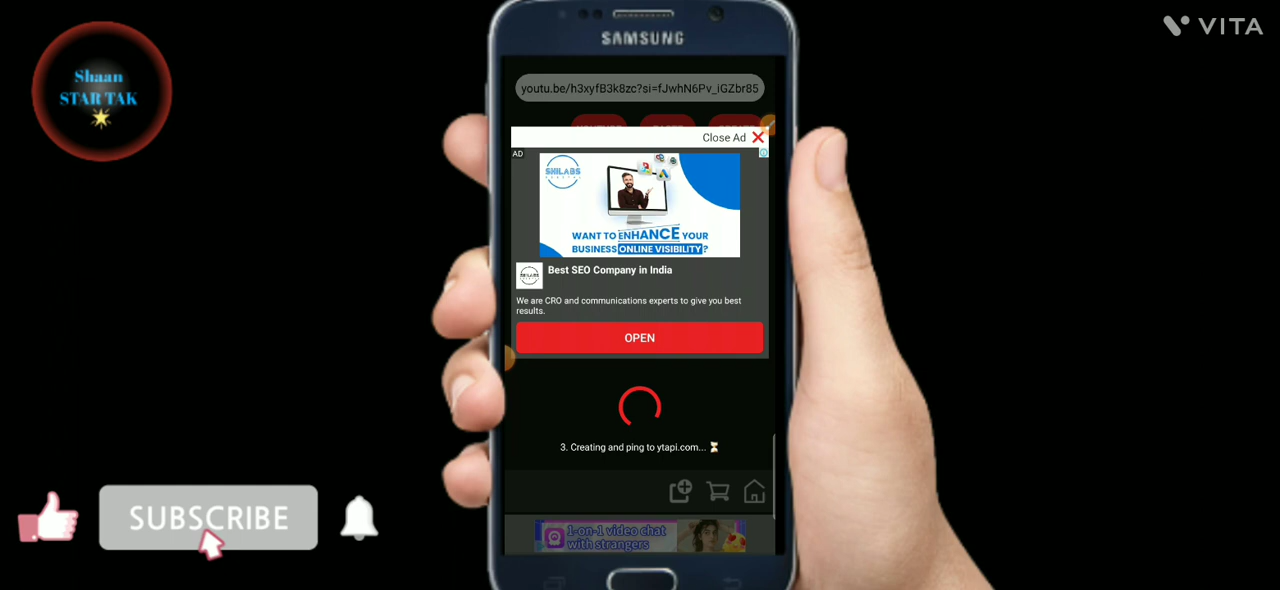 Shaan
STAR TAK
VITA
SAMSUNG
youtu.be/h3xyfB3k8zc?si=fJwhN6Pv_iGZbr85
Close Ad
AD
SHILABS
WANT TO ENHANCE YOUR
BUSINESS ONLINE VISIBILITY?
Best SEO Company in India
We are CRO and communications experts to give you best
results.
OPEN
3. Creating and ping to ytapi.com...
SUBSCRIBE
1-on-1 video chat
with strangers